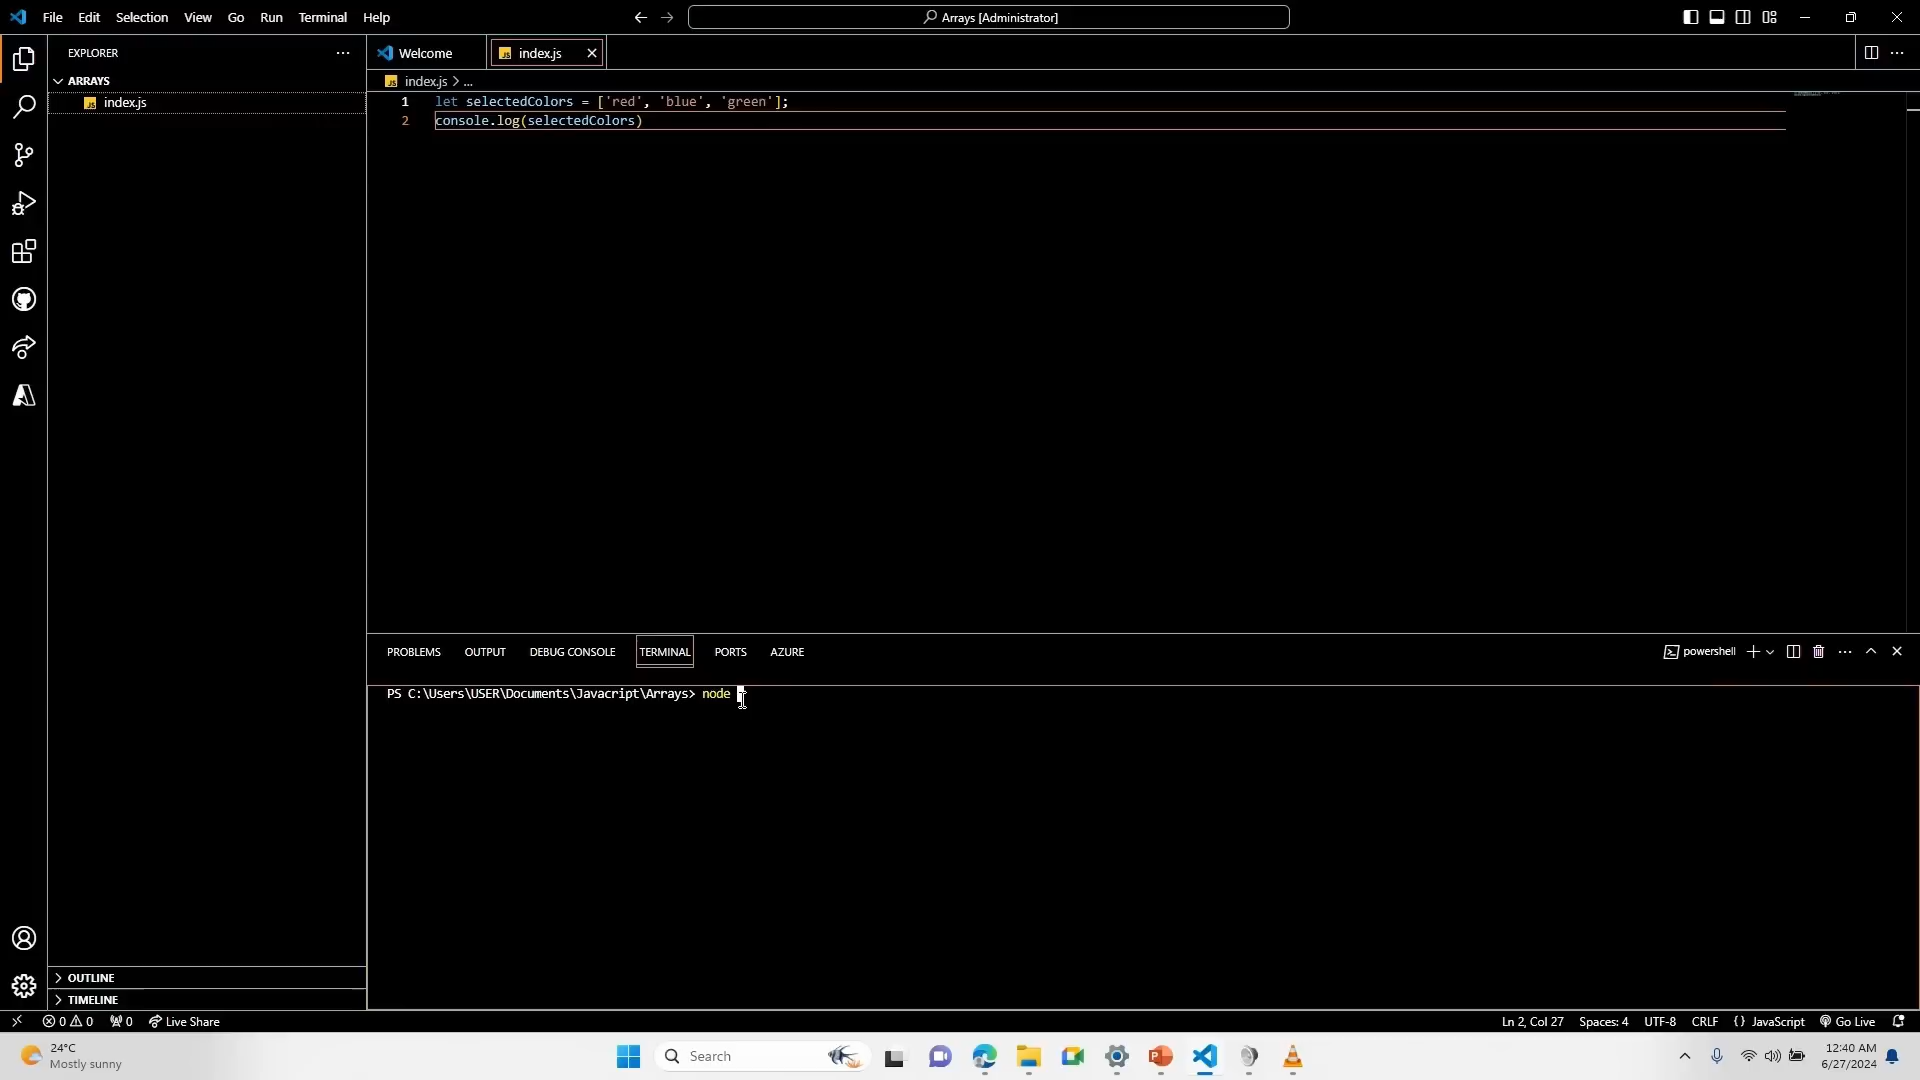 File Edit Selection View Go Run Terminal Help
Arrays [Administrator]
EXPLORER
Welcome
index.js
ARRAYS
index.js
index.js > ...
1 let selectedColors = ['red', 'blue', 'green'];
2 console.log(selectedColors)
PROBLEMS OUTPUT DEBUG CONSOLE TERMINAL PORTS AZURE
powershell
PS C:\Users\USER\Documents\Javacript\Arrays> node
OUTLINE
TIMELINE
0 0 0 Live Share
Ln 2, Col 27 Spaces: 4 UTF-8 CRLF {} JavaScript Go Live
24°C
Mostly sunny
Search
12:40 AM
6/27/2024